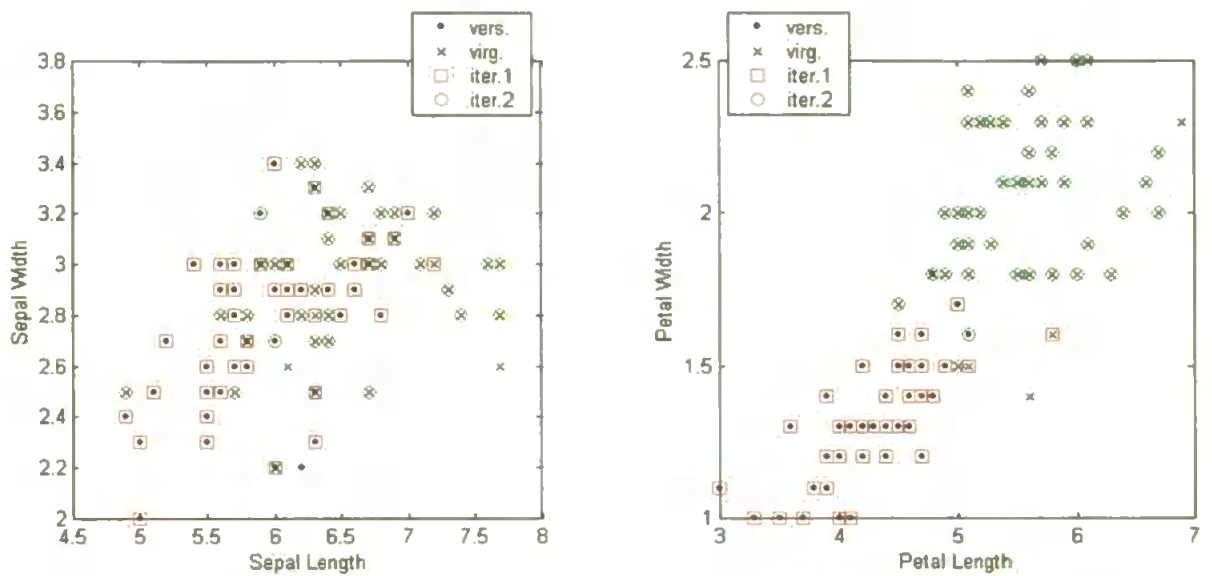 vers.
virg.
iter.1
iter.2
3.8
3.6
3.4
3.2
3
2.8
2.6
2.4
2.2
2
Sepal Width
4.5 5 5.5 6 6.5 7 7.5 8
Sepal Length
vers.
virg.
iter.1
iter.2
2.5
2
1.5
1
Petal Width
3 4 5 6 7
Petal Length